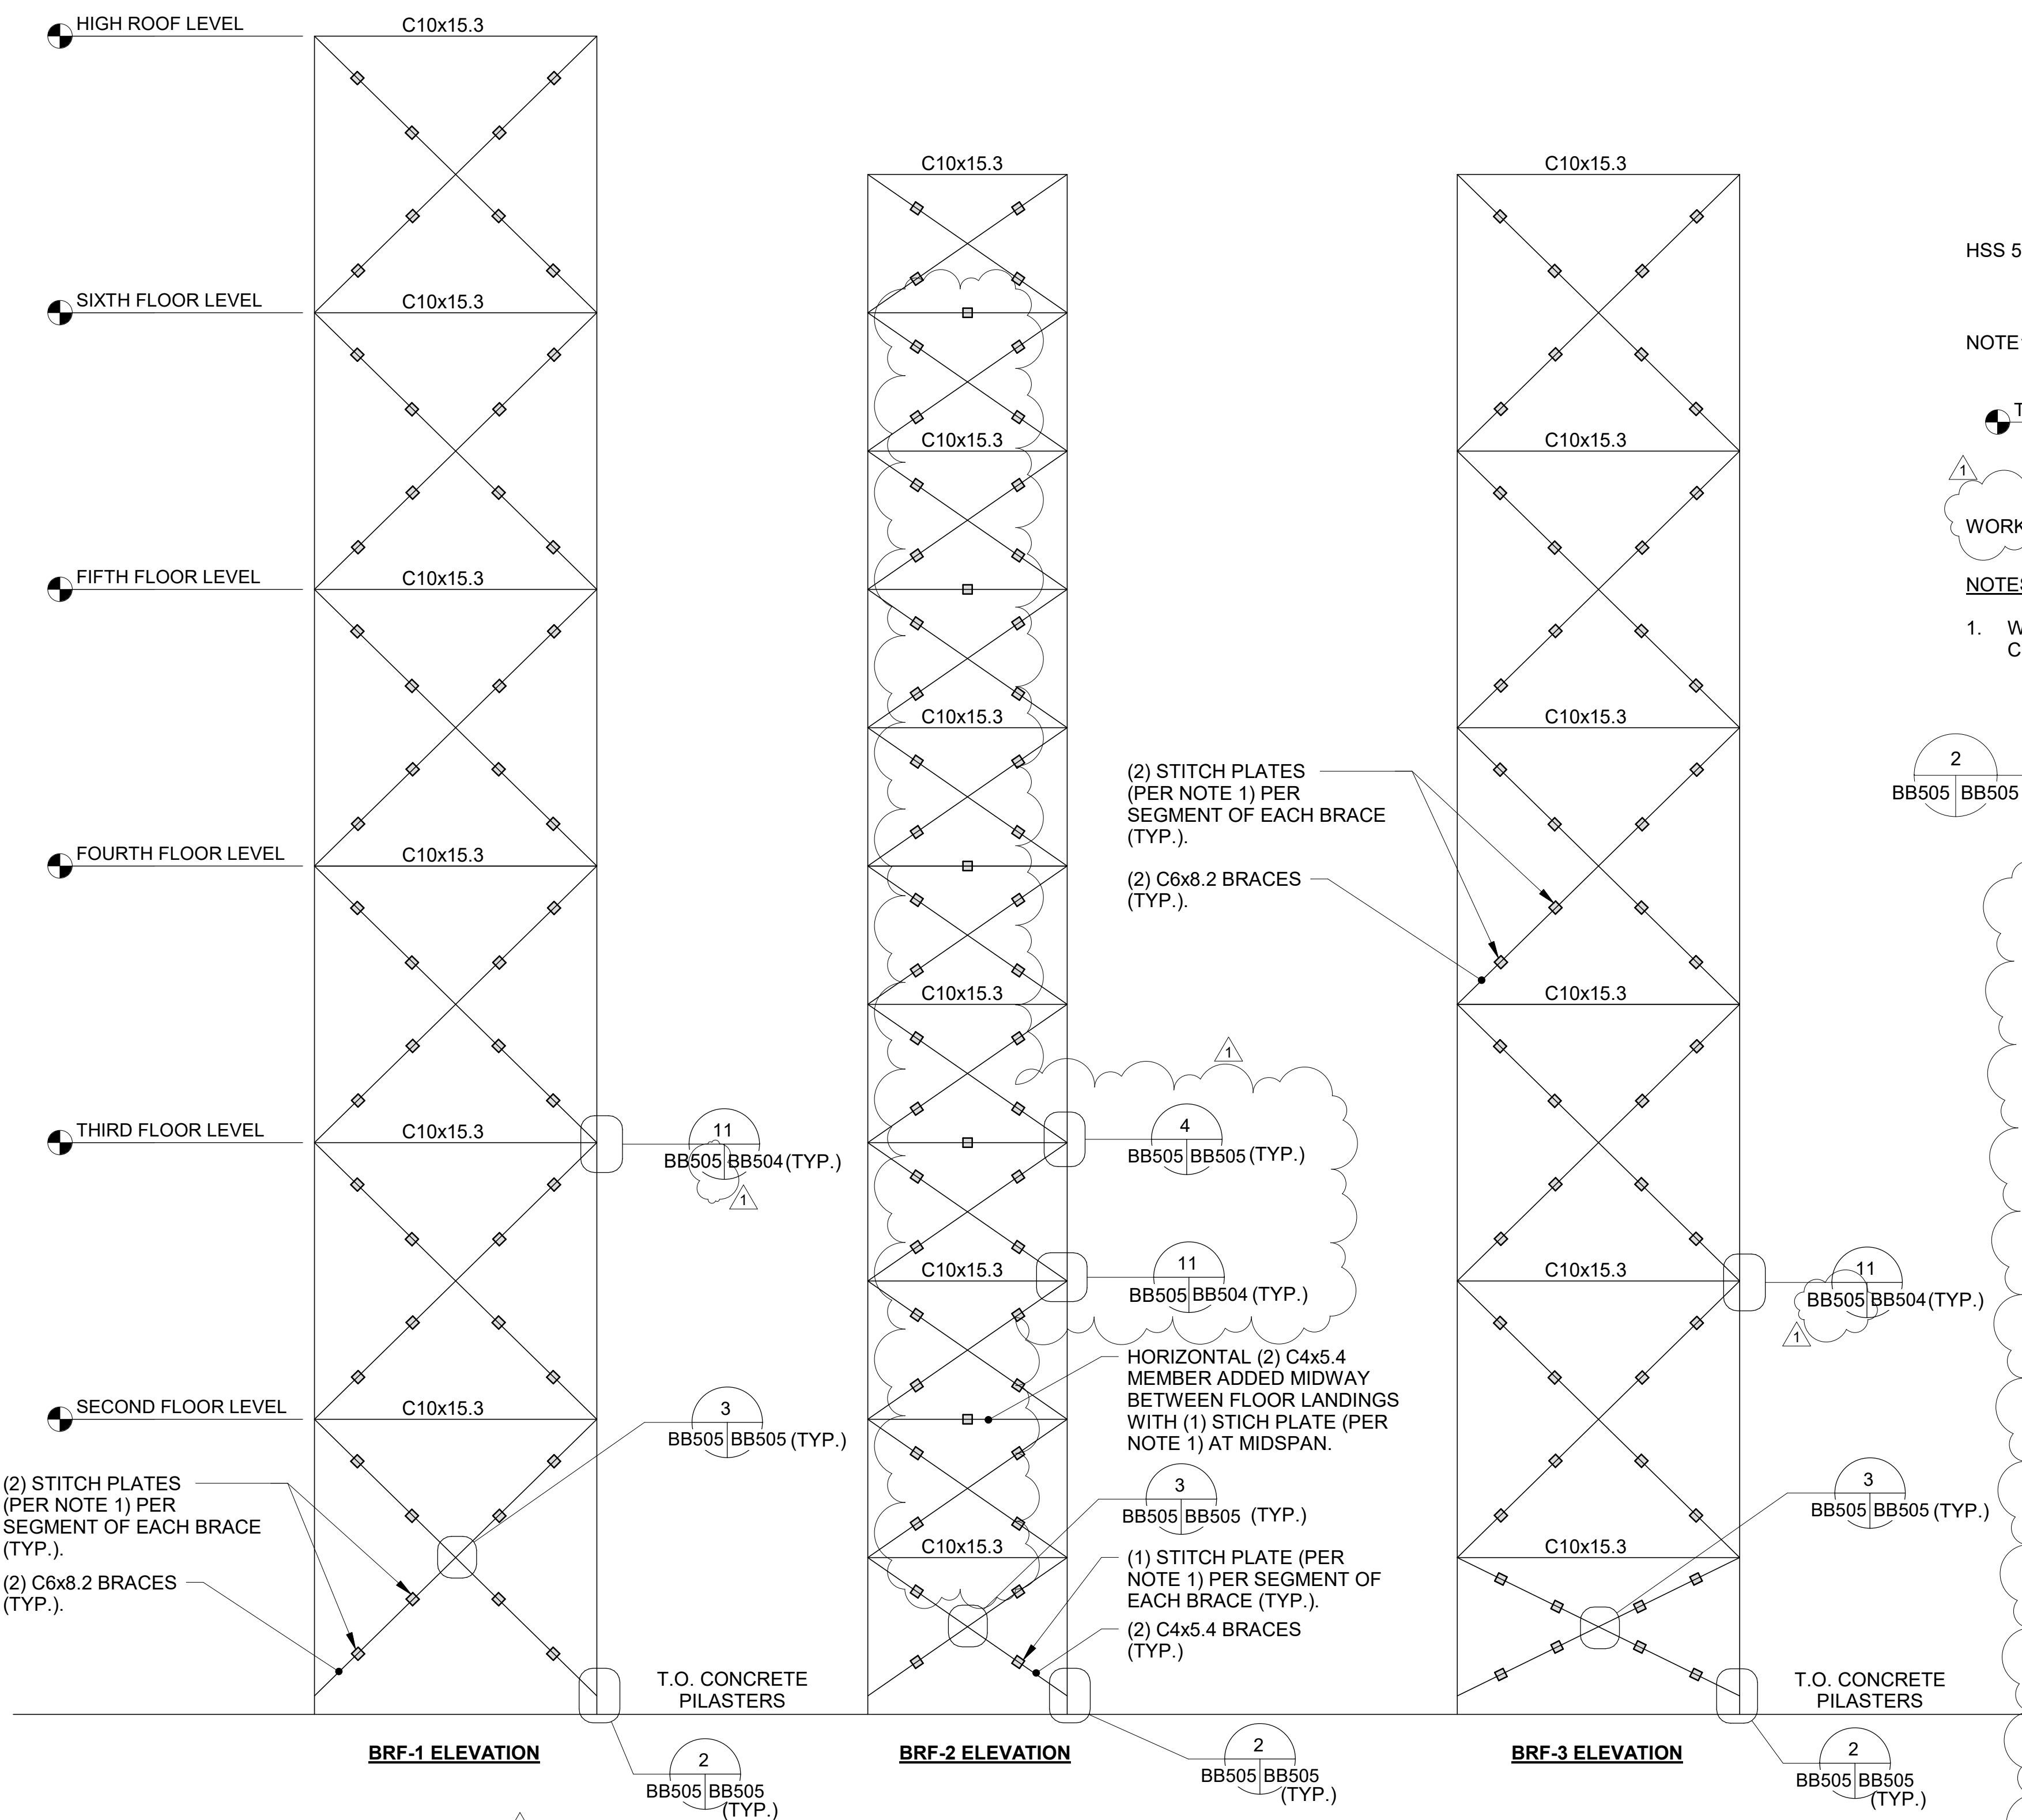 HIGH ROOF LEVEL
SIXTH FLOOR LEVEL
FIFTH FLOOR LEVEL
FOURTH FLOOR LEVEL
THIRD FLOOR LEVEL
SECOND FLOOR LEVEL
C10x15.3
C10x15.3
C10x15.3
C10x15.3
C10x15.3
C10x15.3
11
BB505 BB504 (TYP.)
1
3
BB505 BB505 (TYP.)
(2) STITCH PLATES
(PER NOTE 1) PER
SEGMENT OF EACH BRACE
(TYP.).
(2) C6x8.2 BRACES
(TYP.).
T.O. CONCRETE
PILASTERS
BRF-1 ELEVATION
2
BB505 BB505
(TYP.)
C10x15.3
C10x15.3
C10x15.3
C10x15.3
C10x15.3
C10x15.3
1
4
BB505 BB505 (TYP.)
11
BB505 BB504 (TYP.)
HORIZONTAL (2) C4x5.4
MEMBER ADDED MIDWAY
BETWEEN FLOOR LANDINGS
WITH (1) STICH PLATE (PER
NOTE 1) AT MIDSPAN.
3
BB505 BB505 (TYP.)
(1) STITCH PLATE (PER
NOTE 1) PER SEGMENT OF
EACH BRACE (TYP.).
(2) C4x5.4 BRACES
(TYP.)
BRF-2 ELEVATION
2
BB505 BB505
(TYP.)
C10x15.3
C10x15.3
C10x15.3
C10x15.3
C10x15.3
C10x15.3
(2) STITCH PLATES
(PER NOTE 1) PER
SEGMENT OF EACH BRACE
(TYP.).
(2) C6x8.2 BRACES
(TYP.).
11
BB505 BB504 (TYP.)
1
3
BB505 BB505 (TYP.)
T.O. CONCRETE
PILASTERS
BRF-3 ELEVATION
2
BB505 BB505
(TYP.)
HSS 5
NOTE
1
WORK
NOTES
1.
2
BB505 BB505